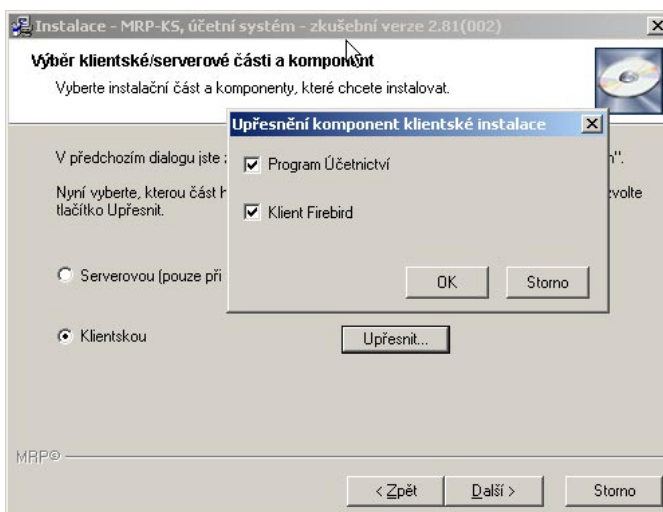 Instalace - MRP-KS, účetní systém - zkušební verze 2.81(002)
Výběr klientské/serverové části a komponent
Vyberte instalační část a komponenty, které chcete instalovat.
Upřesnění komponent klientské instalace
V předchozím dialogu jste
Program Účetnictví
Nyní vyberte, kterou část
zvolte
tlačítko Upřesnit.
Klient Firebird
Serverovou (pouze při
OK
Storno
Klientskou
Upřesnit...
MRP©
< Zpět
Další >
Storno